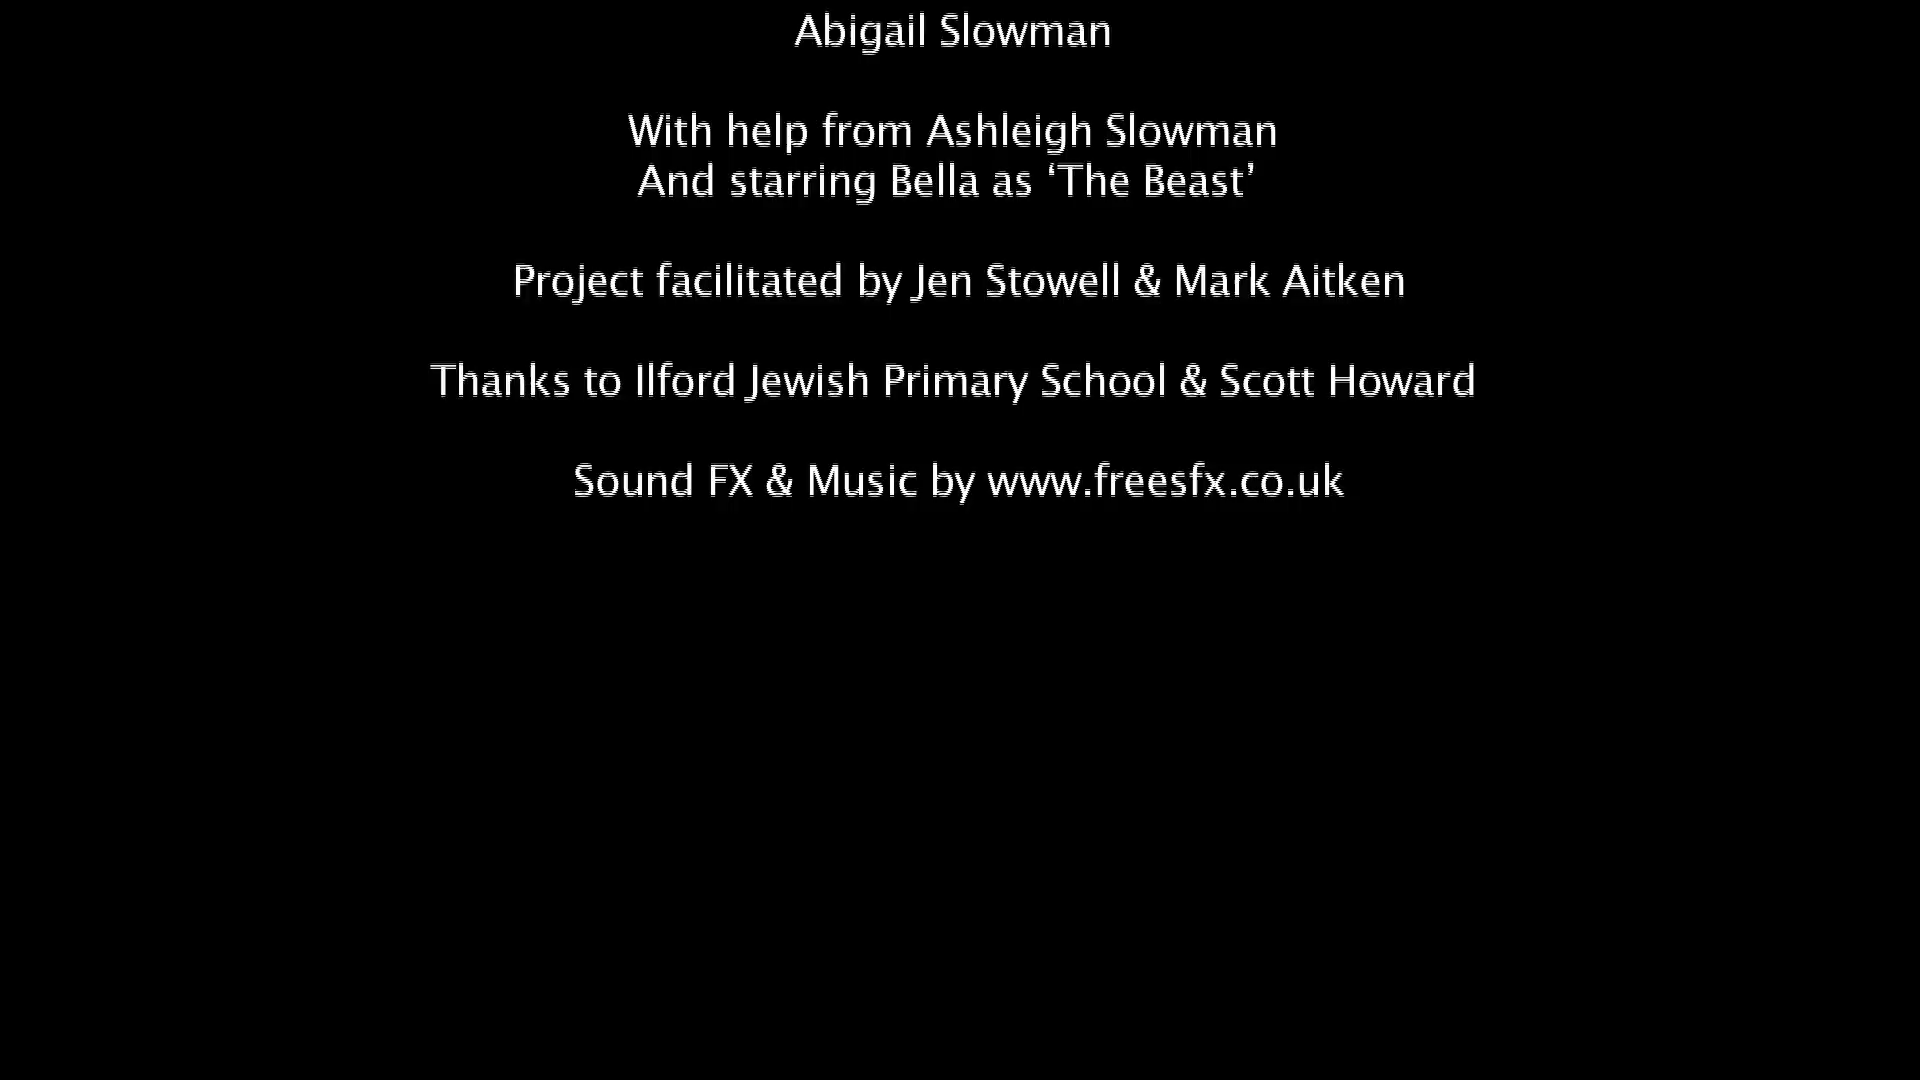 Abigail Slowman
With help from Ashleigh Slowman
And starring Bella as ‘The Beast’
Project facilitated by Jen Stowell & Mark Aitken
Thanks to Ilford Jewish Primary School & Scott Howard
Sound FX & Music by www.freesfx.co.uk